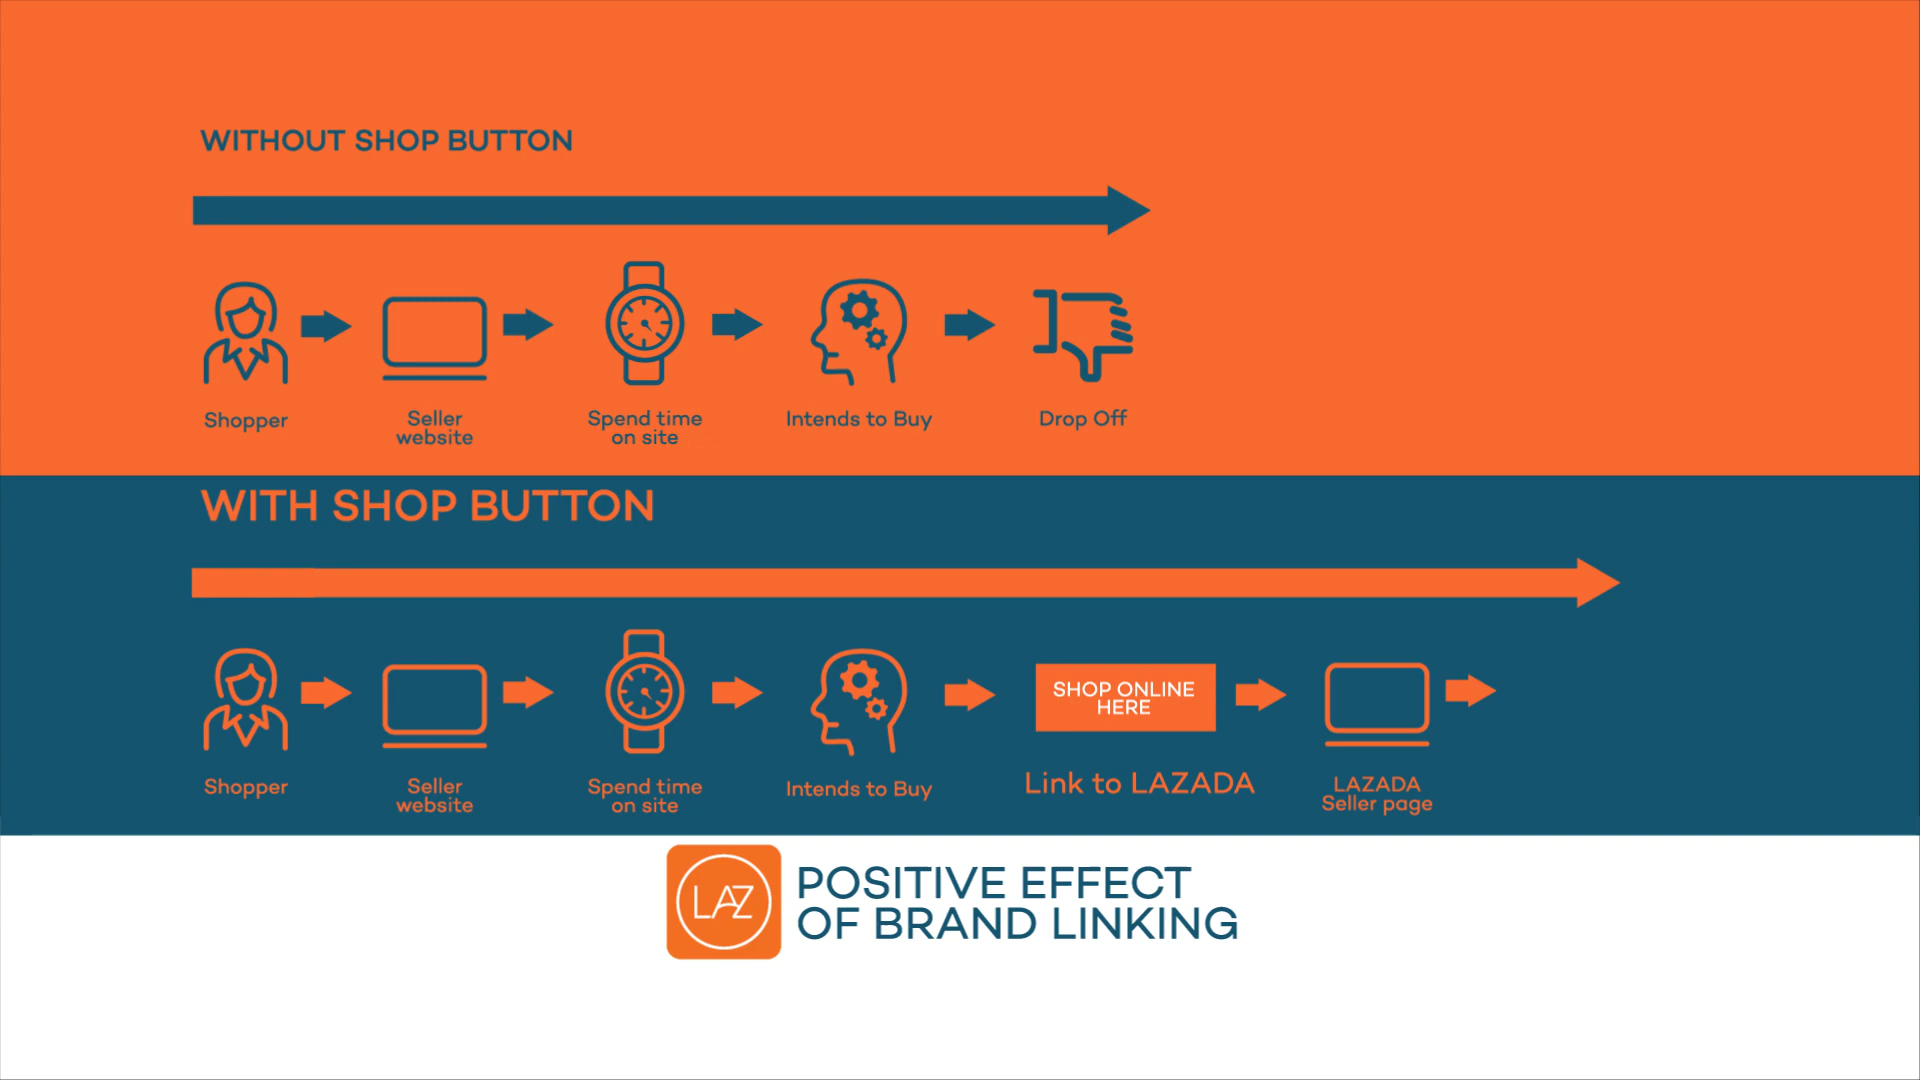 WITHOUT SHOP BUTTON
Shopper
Seller
website
Spend time
on site
Intends to Buy
Drop Off
WITH SHOP BUTTON
Shopper
Seller
website
Spend time
on site
Intends to Buy
SHOP ONLINE
HERE
Link to LAZADA
LAZADA
Seller page
LAZ
POSITIVE EFFECT
OF BRAND LINKING